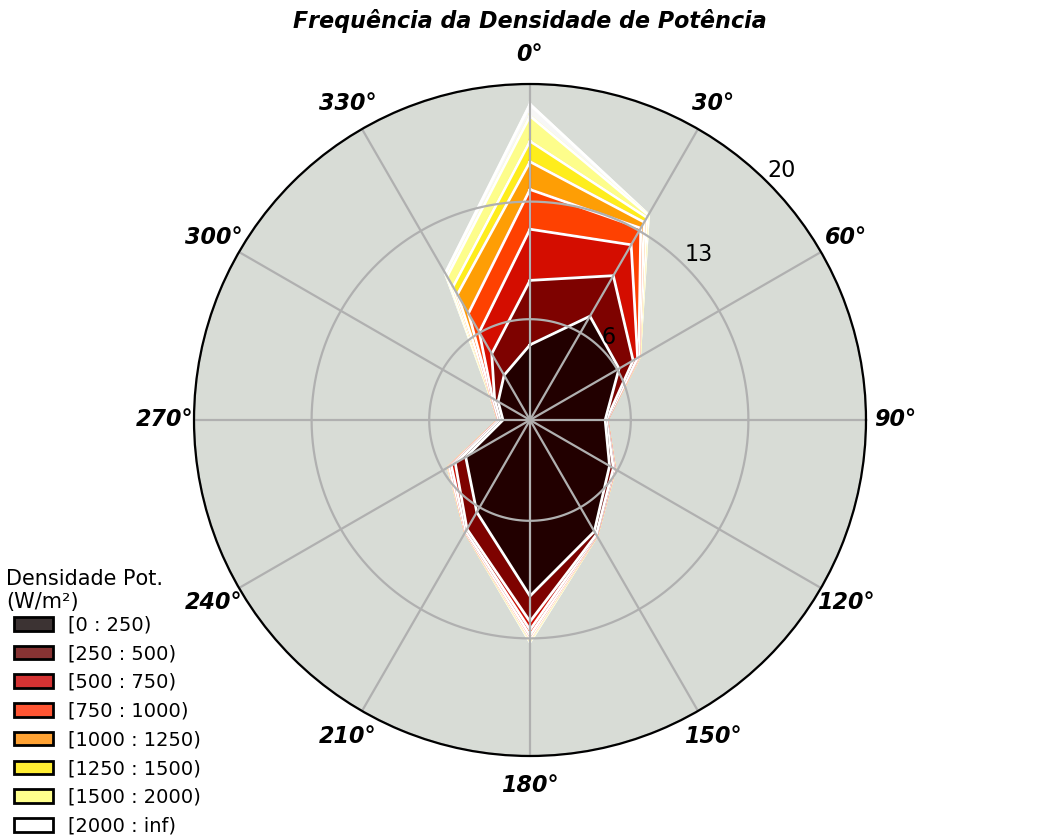 Frequência da Densidade de Potência
0°
330°
30°
20
300°
60°
13
6
270°
90°
240°
120°
210°
150°
180°
Densidade Pot.
(W/m²)
[0 : 250)
[250 : 500)
[500 : 750)
[750 : 1000)
[1000 : 1250)
[1250 : 1500)
[1500 : 2000)
[2000 : inf)